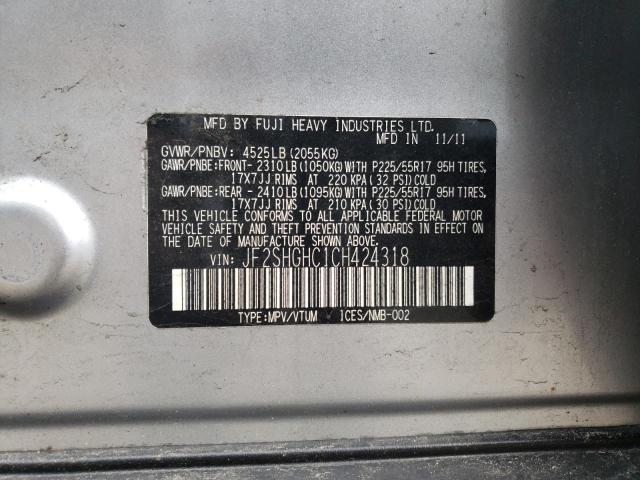 MFD BY FUJI HEAVY INDUSTRIES LTD.
MFD IN 11/11
GVWR/PNBV: 4525LB(2055KG)
GAWR/PNBE:FRONT- 2310LB(1050KG)WITH P225/55R17 95H TIRES,
17X7JJ RIMS AT 220 KPA(32 PSI)COLD
GAWR/PNBE:REAR - 2410LB(1095KG)WITH P225/55R17 95H TIRES,
17X7JJ RIMS AT 210 KPA(30 PSI)COLD
THIS VEHICLE CONFORMS TO ALL APPLICABLE FEDERAL MOTOR
VEHICLE SAFETY AND THEFT PREVENTION STANDARDS IN EFFECT
ON THE DATE OF MANUFACTURE SHOWN ABOVE.
VIN: JF2SHGHC1CH424318
TYPE:MPV/VTUM ICES/NMB-002